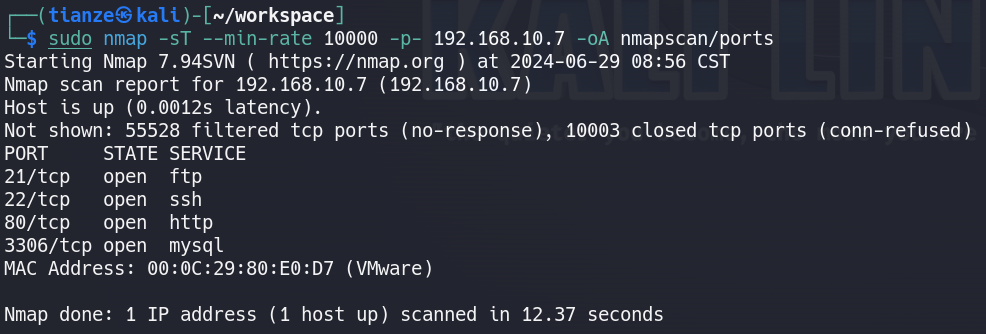 ┌──(tianze㉿kali)-[~/workspace]
└─$ sudo nmap -sT --min-rate 10000 -p- 192.168.10.7 -oA nmapscan/ports
Starting Nmap 7.94SVN ( https://nmap.org ) at 2024-06-29 08:56 CST
Nmap scan report for 192.168.10.7 (192.168.10.7)
Host is up (0.0012s latency).
Not shown: 55528 filtered tcp ports (no-response), 10003 closed tcp ports (conn-refused)
PORT     STATE SERVICE
21/tcp   open  ftp
22/tcp   open  ssh
80/tcp   open  http
3306/tcp open  mysql
MAC Address: 00:0C:29:80:E0:D7 (VMware)
Nmap done: 1 IP address (1 host up) scanned in 12.37 seconds
KALI LIN